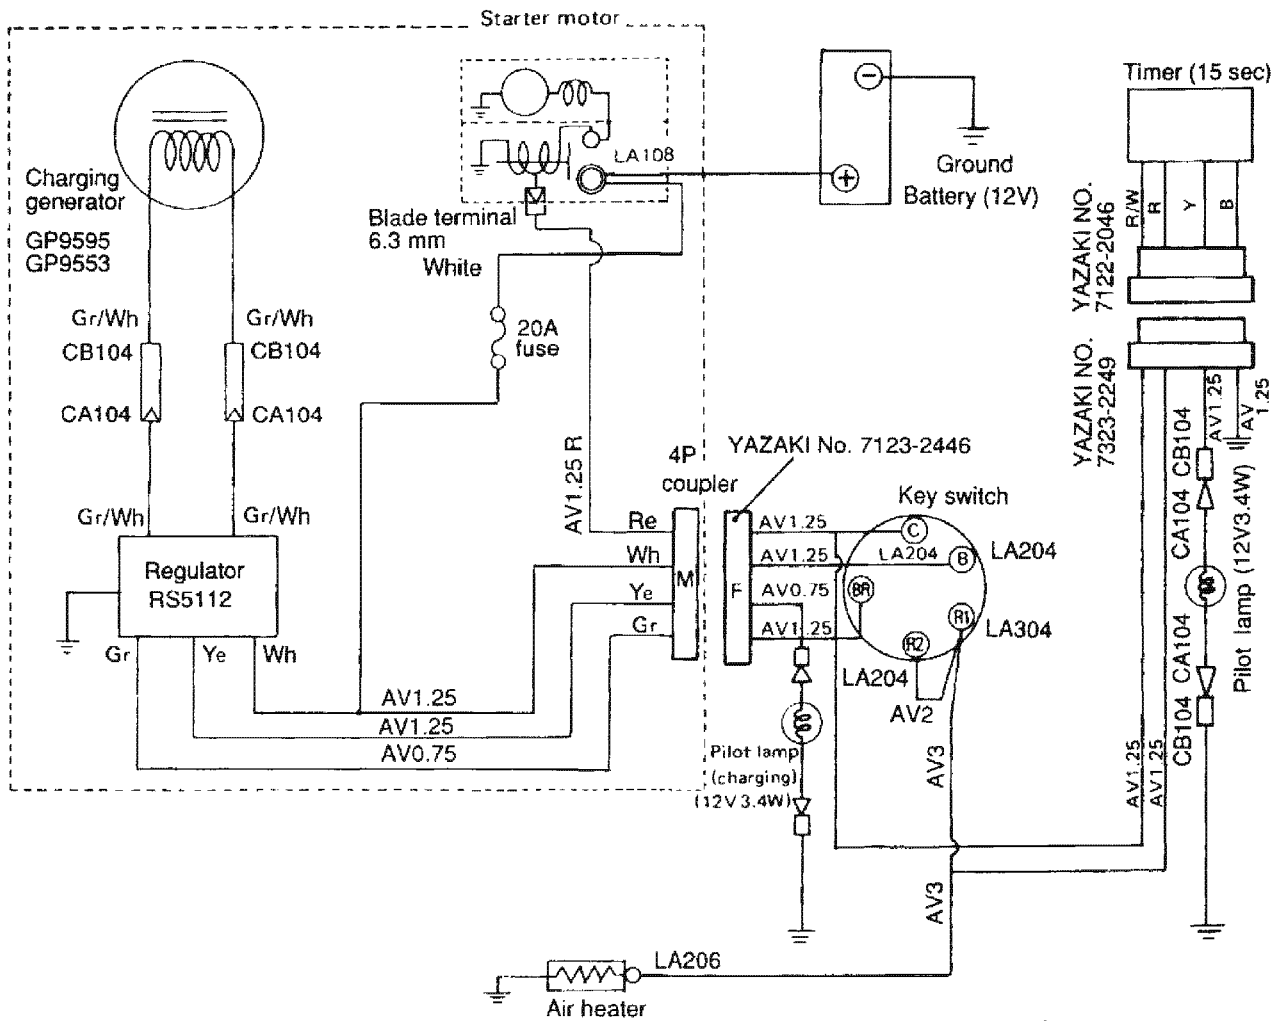 Starter motor
Charging
generator
GP9595
GP9553
Gr/Wh
Gr/Wh
CB104
CB104
CA104
CA104
Gr/Wh
Gr/Wh
Regulator
RS5112
Gr
Ye
Wh
AV1.25
AV1.25
AV0.75
LA108
Blade terminal
6.3 mm
White
20A
fuse
AV1.25 R
Re
Wh
Ye
Gr
4P
coupler
M
F
YAZAKI No. 7123-2446
−
+
Ground
Battery (12V)
Timer (15 sec)
R/W
R
Y
B
YAZAKI NO.
7122-2046
YAZAKI NO.
7323-2249
AV1.25
AV
1.25
CB104
CA104
Pilot lamp (12V3.4W)
CA104
CB104
AV1.25
AV1.25
Key switch
AV1.25
C
AV1.25
LA204
B
LA204
AV0.75
BR
AV1.25
R1
LA304
R2
LA204
AV2
AV3
AV3
Pilot lamp
(charging)
(12V3.4W)
LA206
Air heater